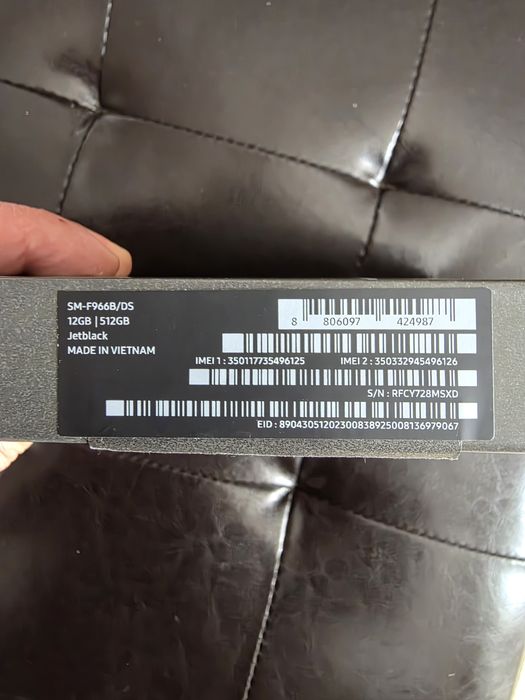 SM-F966B/DS
12GB | 512GB
Jetblack
MADE IN VIETNAM
8 806097 424987
IMEI 1 : 350117735496125 IMEI 2 : 350332945496126
S/N : RFCY728MSXD
EID : 89043051202300838925008136979067